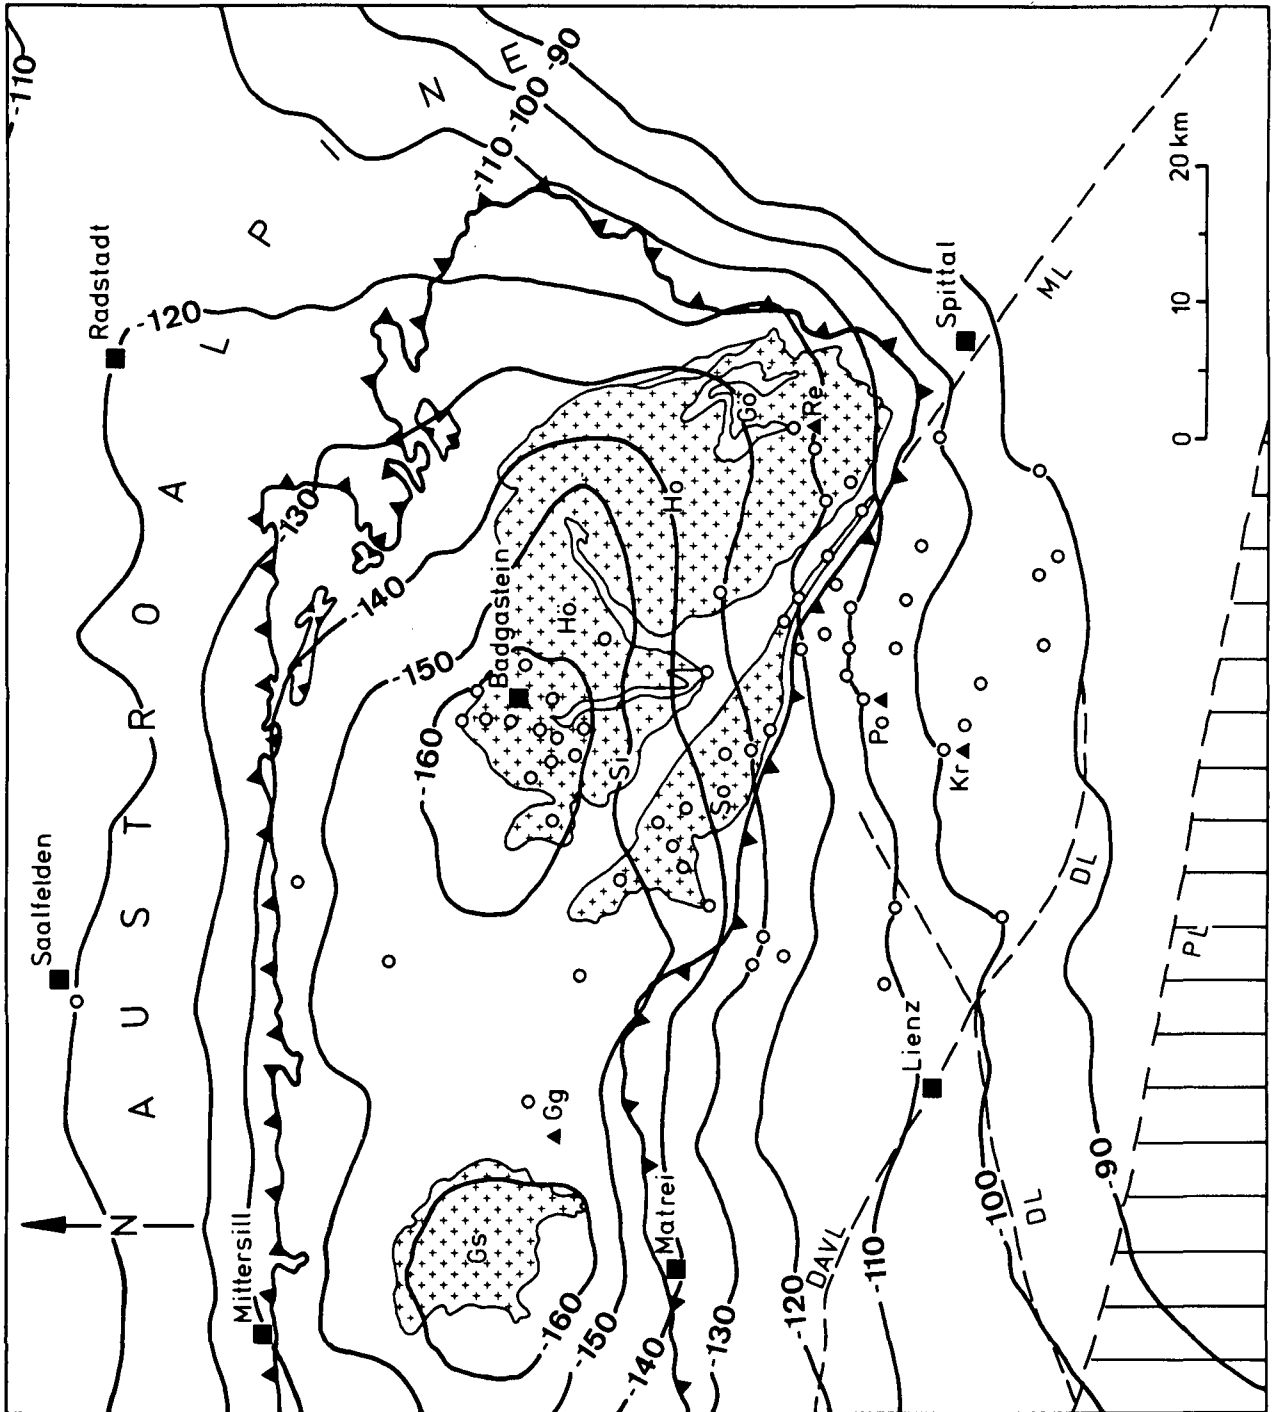 -110
Radstadt
-120
Saalfelden
AUSTROALPINE
N
Mittersill
-130
-140
-150
-160
Badgastein
Hö
Si
Ho
Gö
Re
So
-110
-100
-90
Gs
Gg
Matrei
Lienz
Po
Kr
Spittal
ML
DL
PL
DL
DAVL
-160
-150
-140
-130
-120
-110
-100
-90
0 10 20 km